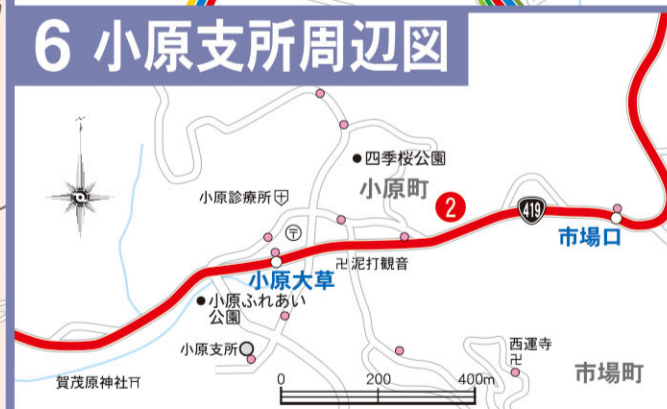 6 小原支所周辺図
四季桜公園
小原診療所
小原町
2
419
〒
市場口
小原大草
卍泥打観音
小原ふれあい
公園
小原支所
西運寺
卍
賀茂原神社
0 200 400m
市場町